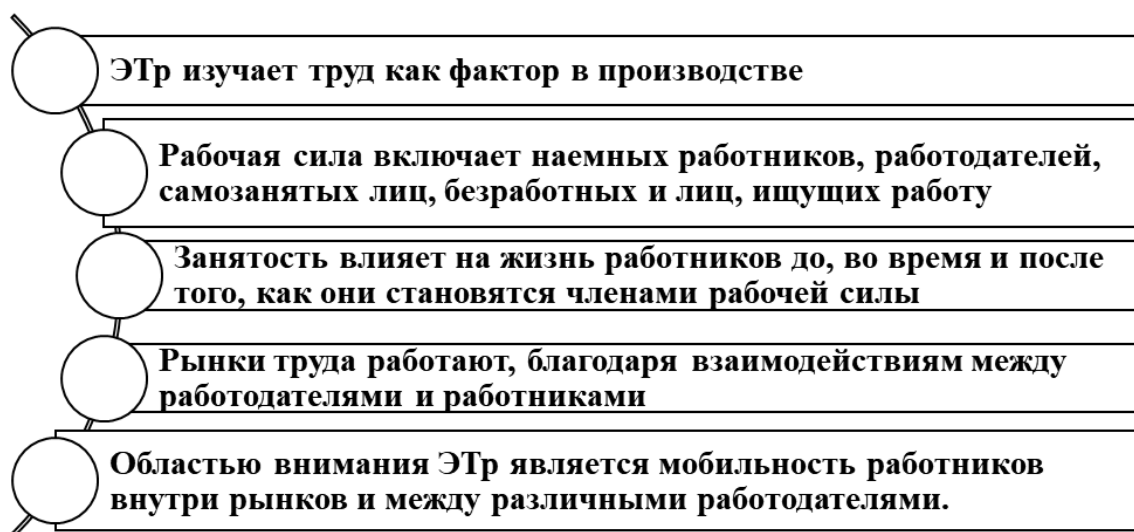 ЭТр изучает труд как фактор в производстве
Рабочая сила включает наемных работников, работодателей,
самозанятых лиц, безработных и лиц, ищущих работу
Занятость влияет на жизнь работников до, во время и после
того, как они становятся членами рабочей силы
Рынки труда работают, благодаря взаимодействиям между
работодателями и работниками
Областью внимания ЭТр является мобильность работников
внутри рынков и между различными работодателями.